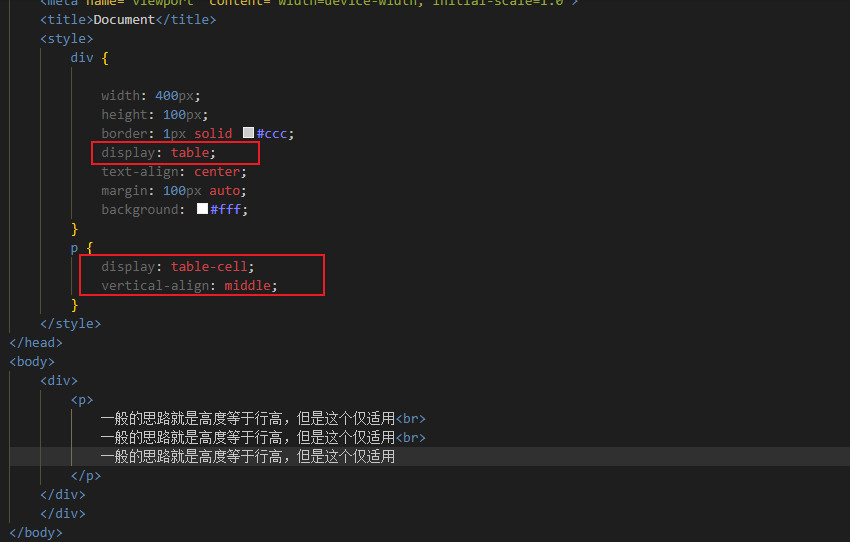 <meta name="viewport" content="width=device-width, initial-scale=1.0">
<title>Document</title>
<style>
div {
width: 400px;
height: 100px;
border: 1px solid #ccc;
display: table;
text-align: center;
margin: 100px auto;
background: #fff;
}
p {
display: table-cell;
vertical-align: middle;
}
</style>
</head>
<body>
<div>
<p>
一般的思路就是高度等于行高，但是这个仅适用<br>
一般的思路就是高度等于行高，但是这个仅适用<br>
一般的思路就是高度等于行高，但是这个仅适用
</p>
</div>
</div>
</body>